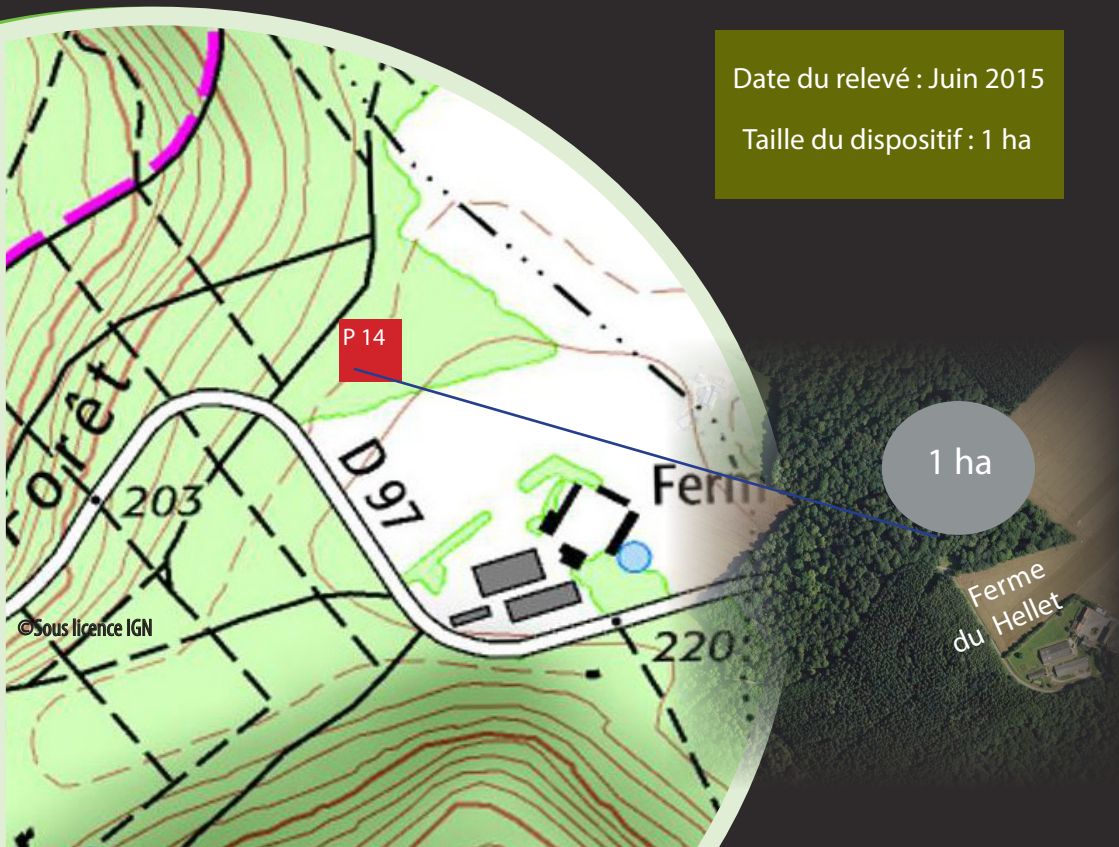 Date du relevé : Juin 2015
Taille du dispositif : 1 ha
P 14
orêt
203
D 97
Ferm
1 ha
Ferme
du Hellet
©Sous licence IGN
220
r